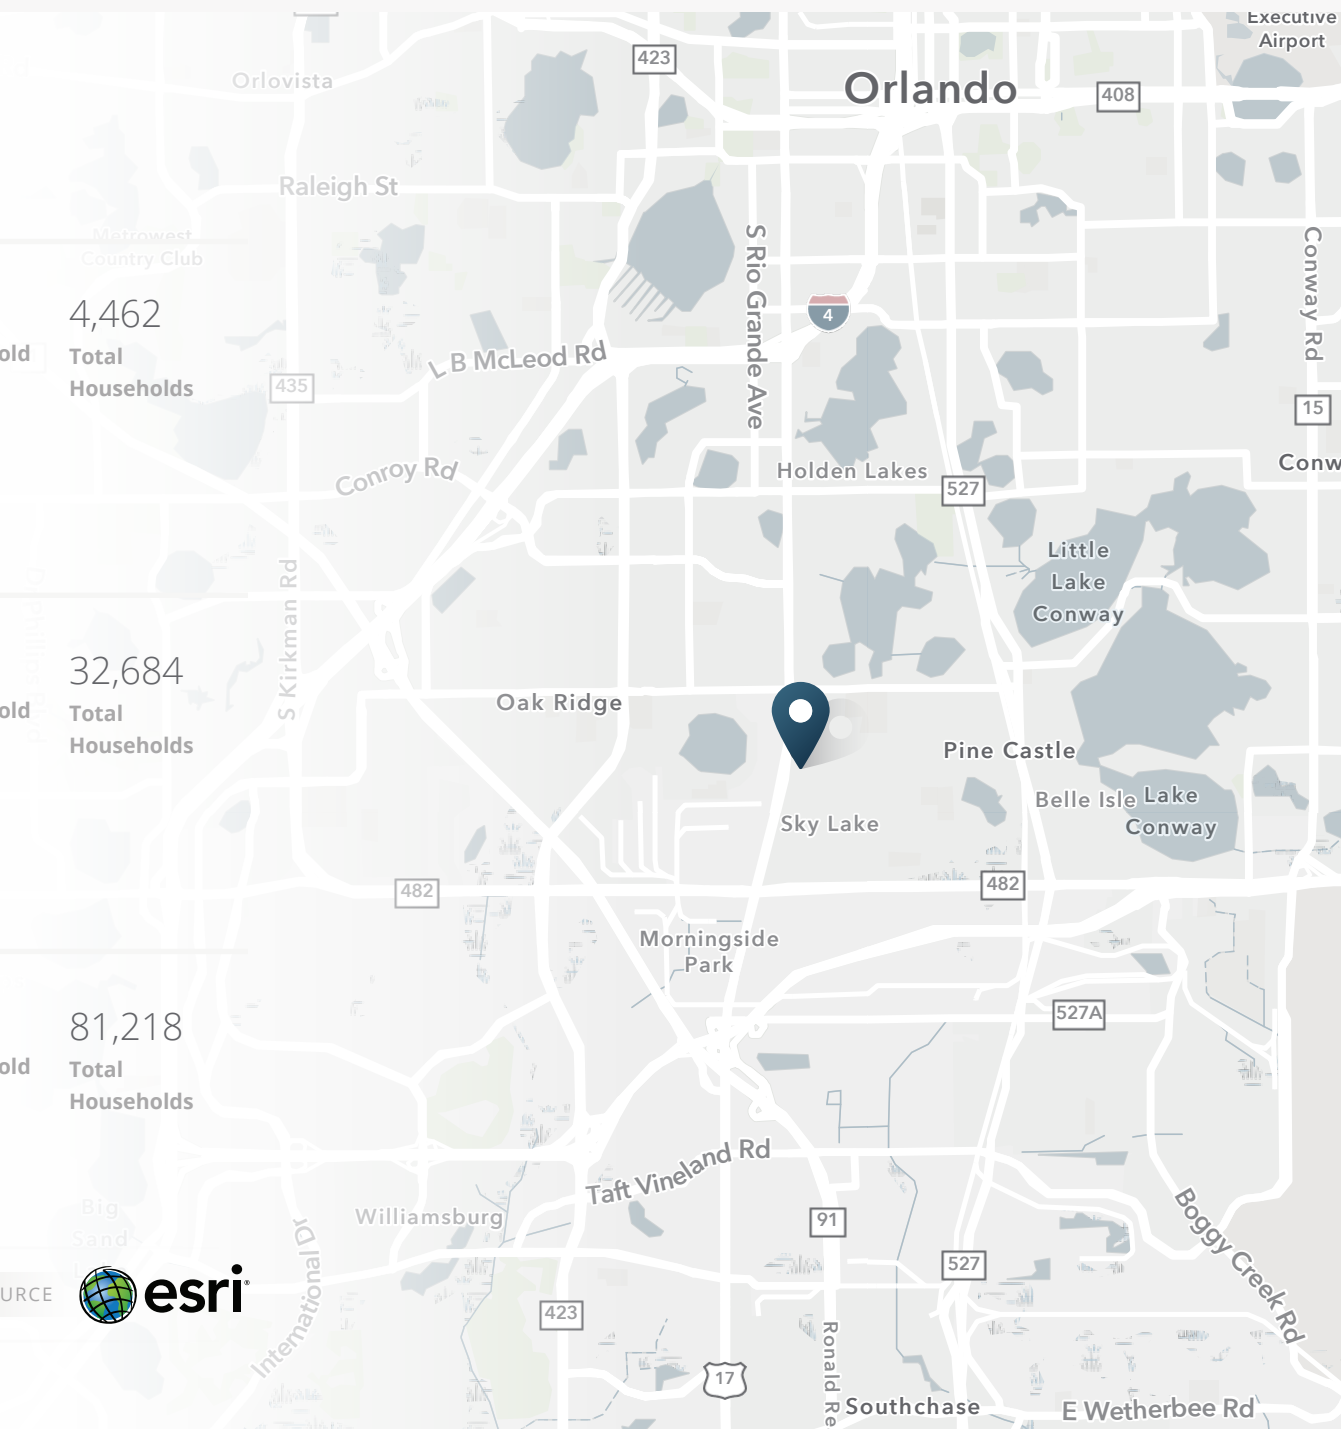 Executive
Airport
423
Orlando
408
Orlovista
Raleigh St
Metrowest
Country Club
S Rio Grande Ave
Conway Rd
4,462
4
old
Total
Households
L B McLeod Rd
435
15
Conroy Rd
Holden Lakes
Conw
527
Little
Lake
Conway
S Kirkman Rd
32,684
old
Total
Households
Oak Ridge
Pine Castle
Belle Isle
Lake
Conway
Sky Lake
482
482
Morningside
Park
81,218
527A
old
Total
Households
Taft Vineland Rd
Big
Sand
Williamsburg
91
Boggy Creek Rd
International Dr
527
URCE
esri
423
Ronald Re
17
Southchase
E Wetherbee Rd